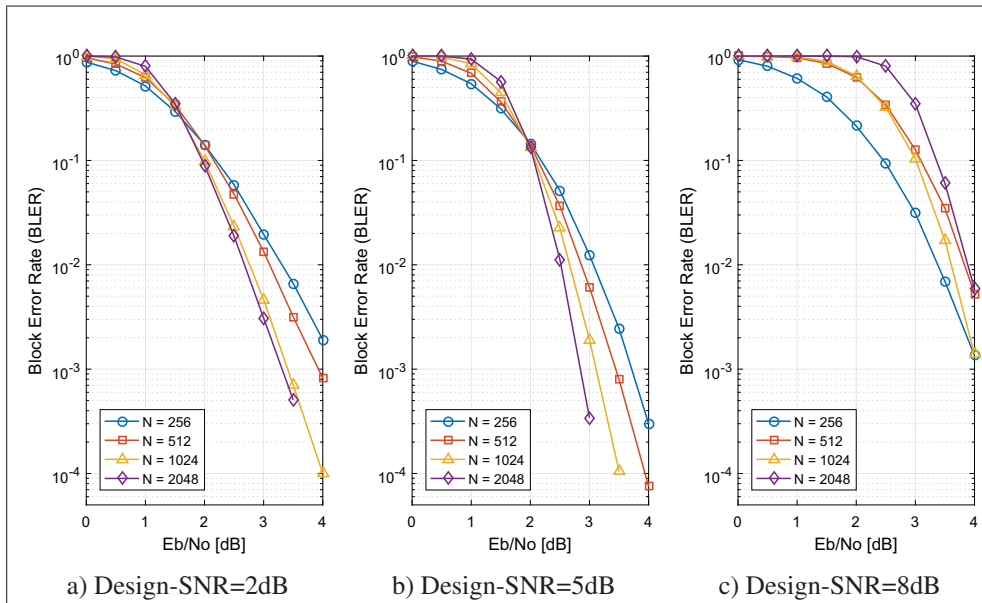 10^0
10^-1
10^-2
10^-3
10^-4
Block Error Rate (BLER)
N = 256
N = 512
N = 1024
N = 2048
0 1 2 3 4
Eb/No [dB]
a) Design-SNR=2dB
10^0
10^-1
10^-2
10^-3
10^-4
Block Error Rate (BLER)
N = 256
N = 512
N = 1024
N = 2048
0 1 2 3 4
Eb/No [dB]
b) Design-SNR=5dB
10^0
10^-1
10^-2
10^-3
10^-4
Block Error Rate (BLER)
N = 256
N = 512
N = 1024
N = 2048
0 1 2 3 4
Eb/No [dB]
c) Design-SNR=8dB